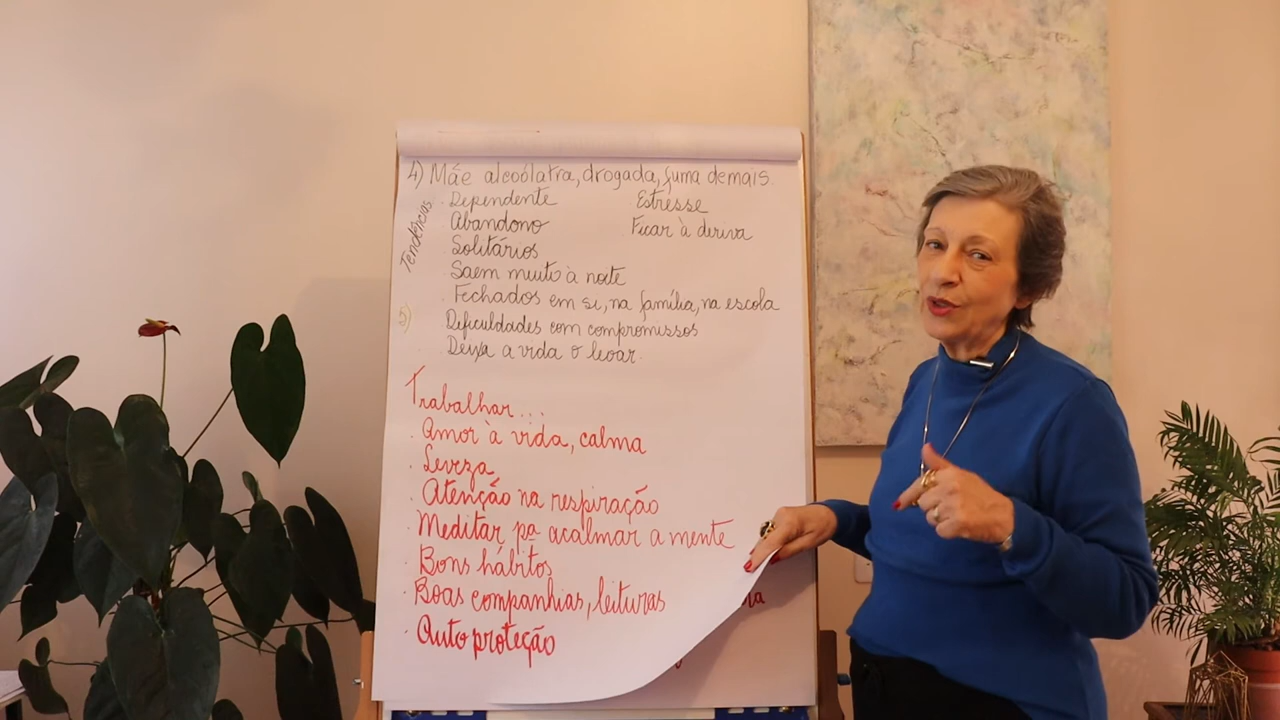 4) Mãe alcoólatra, drogada, fuma demais
Tendências
. Dependente
Estresse
Abandono
Ficar à deriva
Solitários
. Saem muito à noite
. Fechados em si, na família, na escola
. Dificuldades com compromissos
. Deixa a vida o levar.
Trabalhar...
. Amor à vida, calma
. Leveza
. Atenção na respiração
. Meditar pa acalmar a mente
. Bons hábitos
. Boas companhias, leituras
. Auto proteção